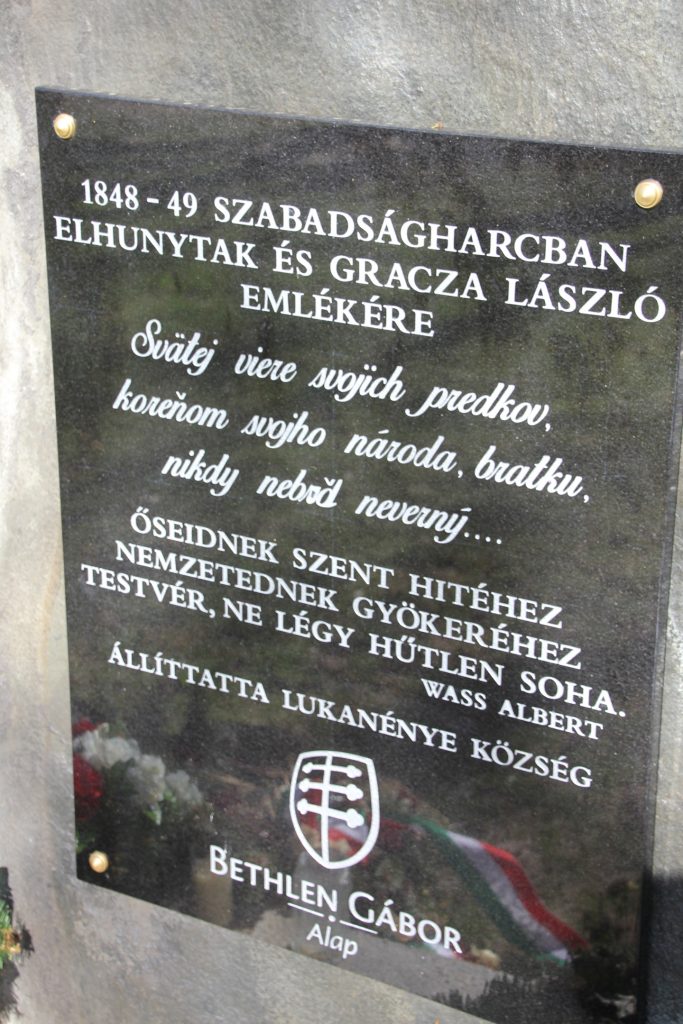 1848 - 49 SZABADSÁGHARCBAN
ELHUNYTAK ÉS GRACZA LÁSZLÓ
EMLÉKÉRE
Svätej viere svojich predkov,
koreňom svojho národa, bratku,
nikdy nebuď neverný....
ŐSEIDNEK SZENT HITÉHEZ
NEMZETEDNEK GYÖKERÉHEZ
TESTVÉR, NE LÉGY HŰTLEN SOHA.
WASS ALBERT
ÁLLÍTTATTA LUKANÉNYE KÖZSÉG
BETHLEN GÁBOR
Alap